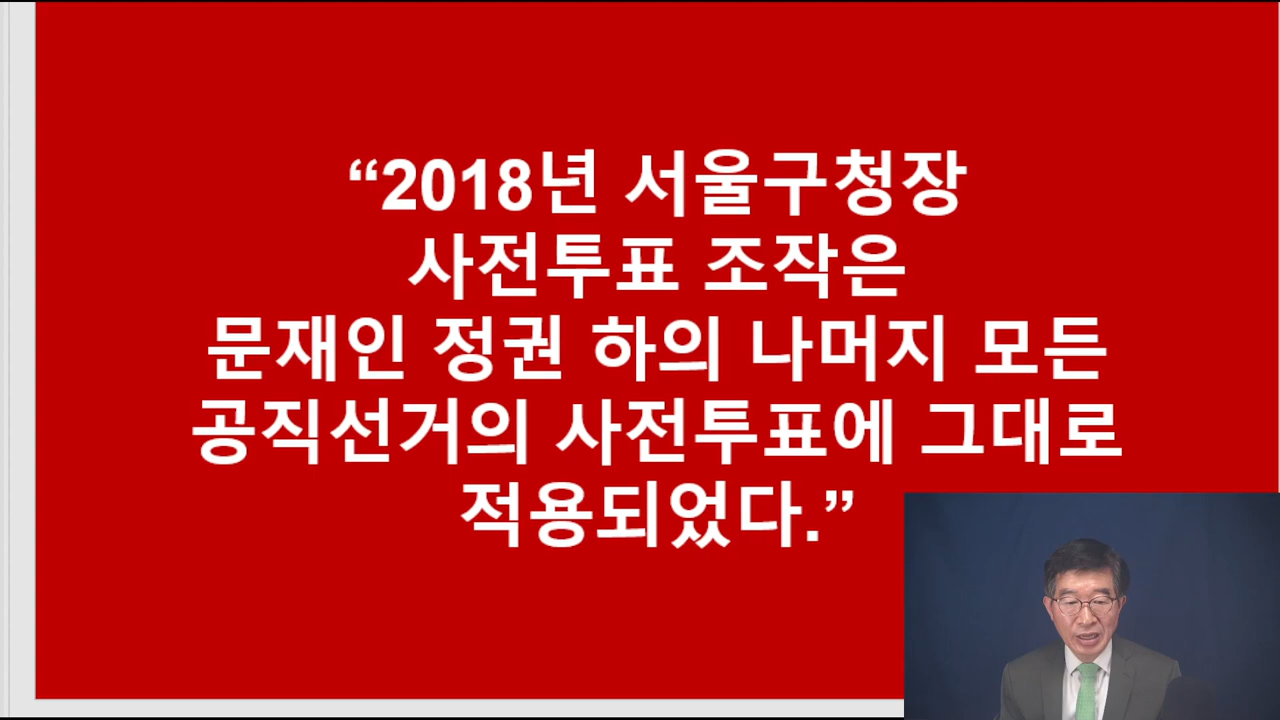 “2018년 서울구청장
사전투표 조작은
문재인 정권 하의 나머지 모든
공직선거의 사전투표에 그대로
적용되었다.”